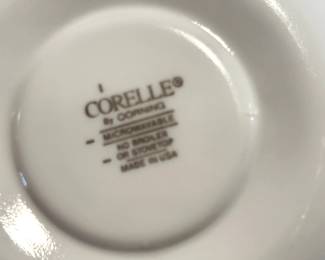 CORELLE®
By CORNING
MICROWAVABLE
NO BROILER
OR STOVETOP
MADE IN USA